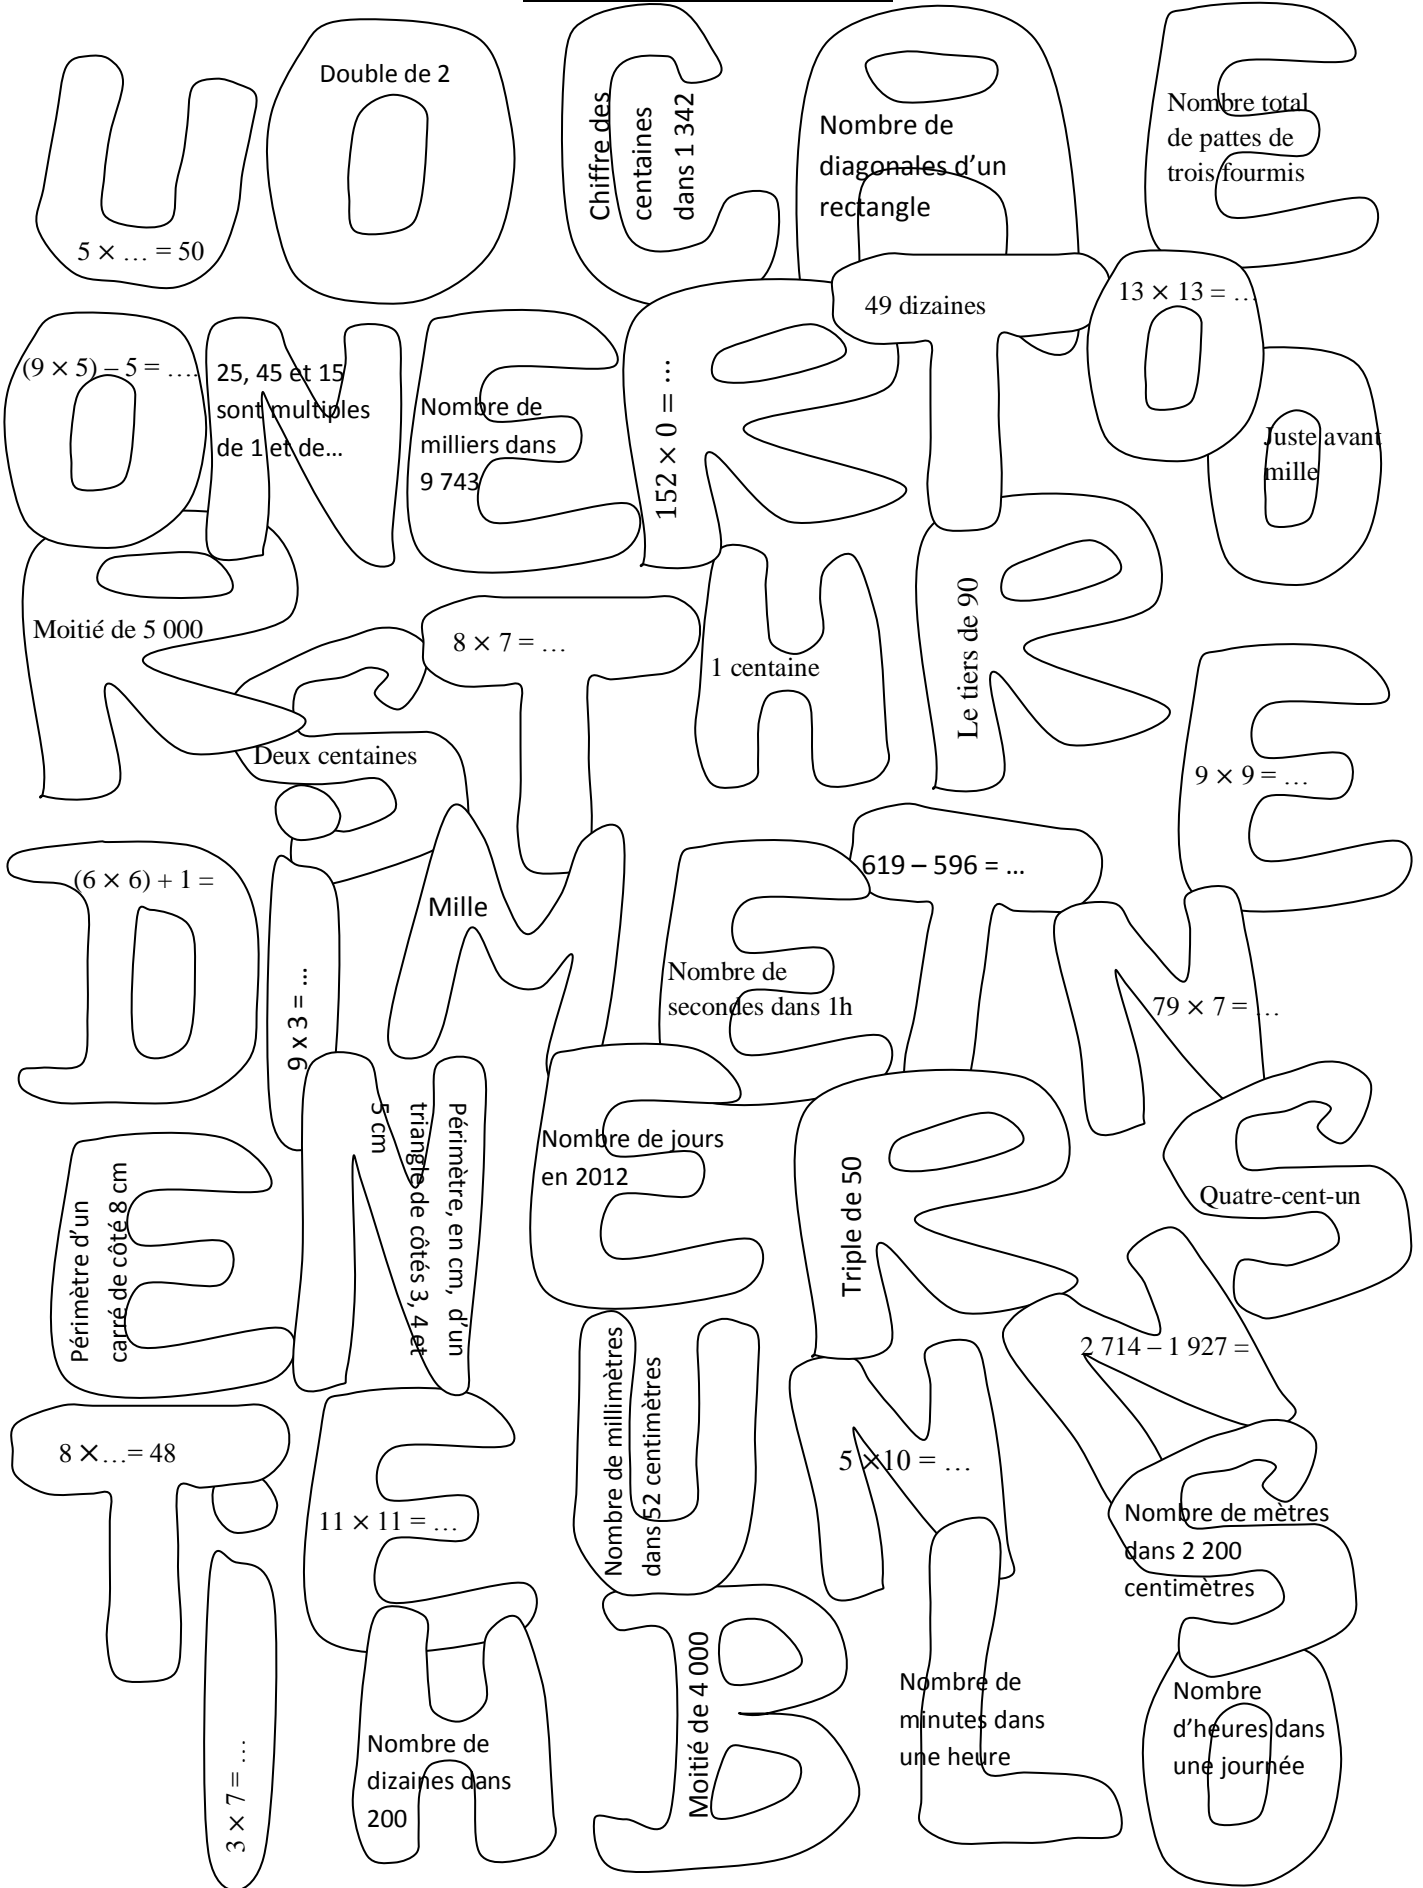 Double de 2
5 × … = 50
Chiffre des
centaines
dans 1 342
Nombre de
diagonales d’un
rectangle
Nombre total
de pattes de
trois fourmis
(9 × 5) – 5 = ….
25, 45 et 15
sont multiples
de 1 et de…
Nombre de
milliers dans
9 743
152 × 0 = …
49 dizaines
13 × 13 = …
Juste avant
mille
Moitié de 5 000
Deux centaines
8 × 7 = …
1 centaine
Le tiers de 90
9 × 9 = …
(6 × 6) + 1 =
9 x 3 = …
Mille
Nombre de
secondes dans 1h
619 – 596 = …
79 × 7 = …
Périmètre d’un
carré de côté 8 cm
Périmètre, en cm, d’un
triangle de côtés 3, 4 et
5 cm
Nombre de jours
en 2012
Triple de 50
Quatre-cent-un
2 714 – 1 927 =
8 ×…= 48
11 × 11 = …
Nombre de millimètres
dans 52 centimètres
5 ×10 = …
Nombre de mètres
dans 2 200
centimètres
3 × 7 = …
Nombre de
dizaines dans
200
Moitié de 4 000
Nombre de
minutes dans
une heure
Nombre
d’heures dans
une journée
U O C A E
O N E R T O O
R S T H R E
D i M E T N
E N E R S
T i E U N N S
H B L O